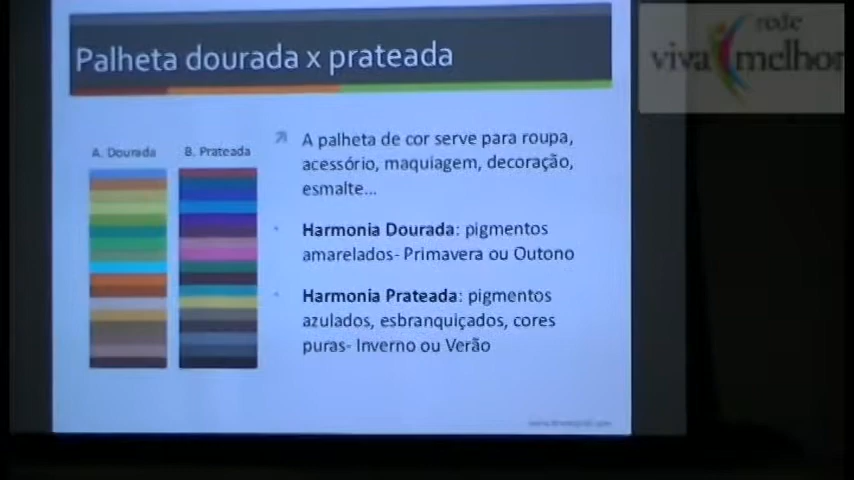 Palheta dourada x prateada
rede
viva melhor
A. Dourada
B. Prateada
A palheta de cor serve para roupa,
acessório, maquiagem, decoração,
esmalte...
Harmonia Dourada: pigmentos
amarelados- Primavera ou Outono
Harmonia Prateada: pigmentos
azulados, esbranquiçados, cores
puras- Inverno ou Verão